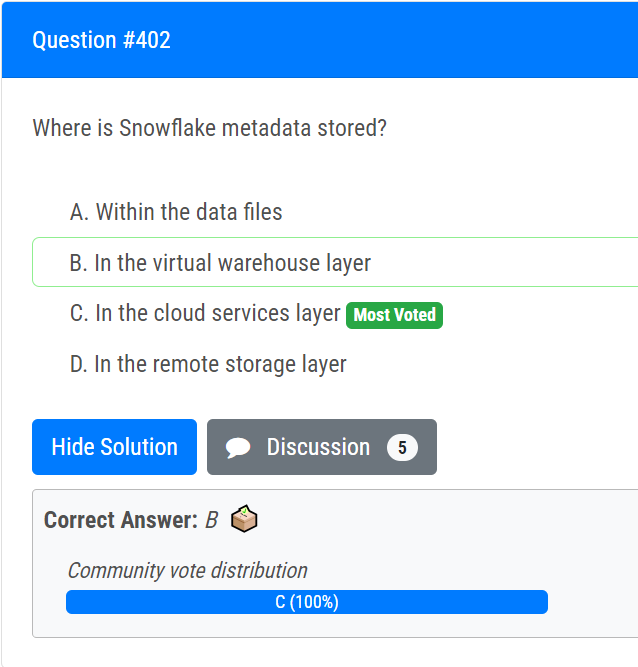 Question #402
Where is Snowflake metadata stored?
A. Within the data files
B. In the virtual warehouse layer
C. In the cloud services layer Most Voted
D. In the remote storage layer
Hide Solution Discussion 5
Correct Answer: B
Community vote distribution
C (100%)